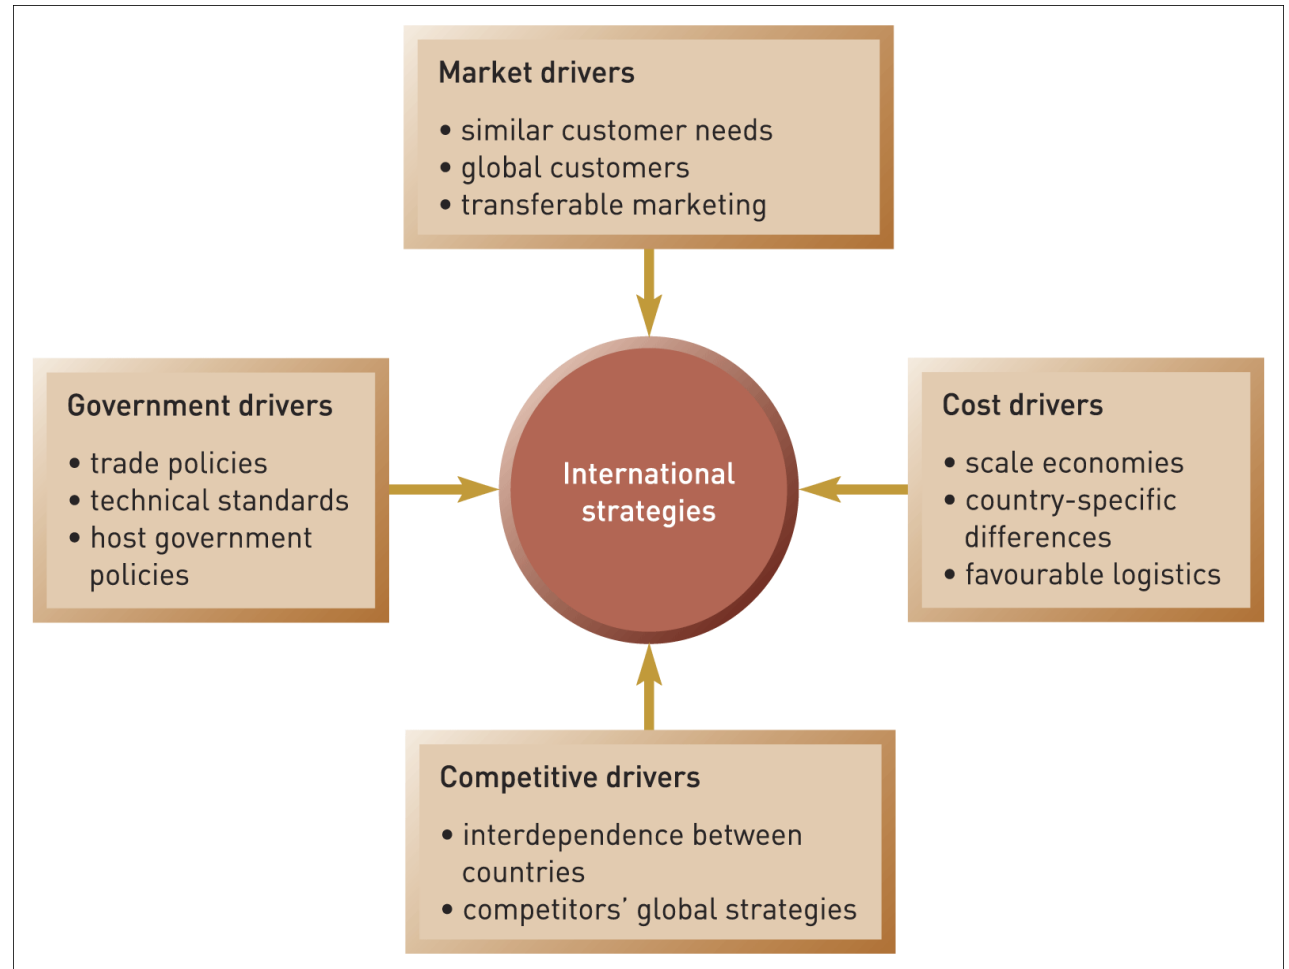 Market drivers
• similar customer needs
• global customers
• transferable marketing
Government drivers
• trade policies
• technical standards
• host government
policies
International
strategies
Cost drivers
• scale economies
• country-specific
differences
• favourable logistics
Competitive drivers
• interdependence between
countries
• competitors’ global strategies